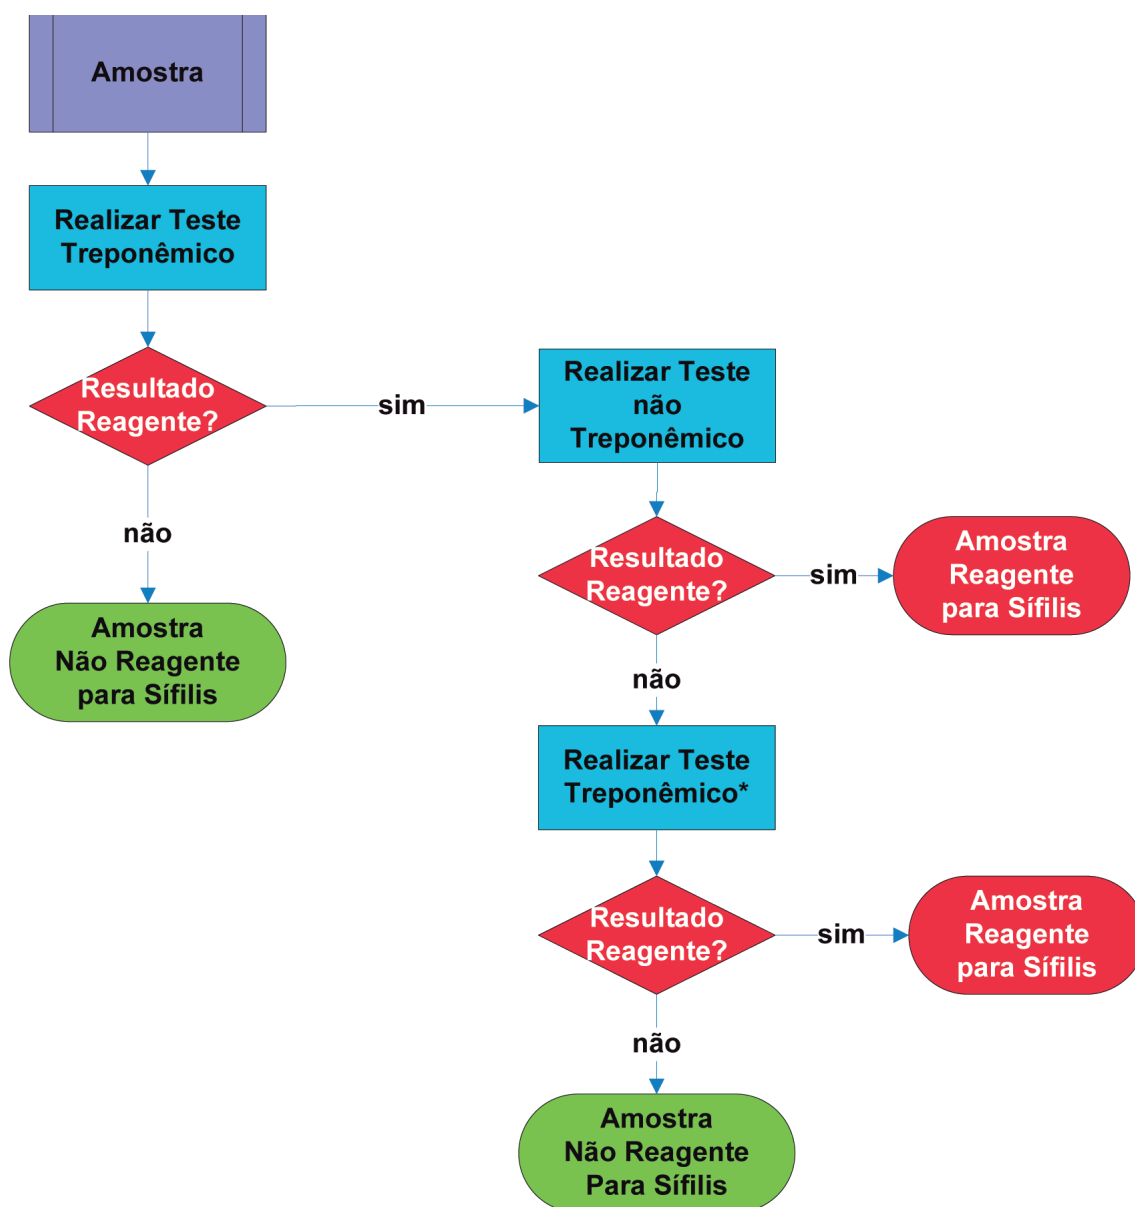 Amostra
Realizar Teste
Treponêmico
Resultado
Reagente?
sim
não
Amostra
Não Reagente
para Sífilis
Realizar Teste
não
Treponêmico
Resultado
Reagente?
sim
Amostra
Reagente
para Sífilis
não
Realizar Teste
Treponêmico*
Resultado
Reagente?
sim
Amostra
Reagente
para Sífilis
não
Amostra
Não Reagente
Para Sífilis